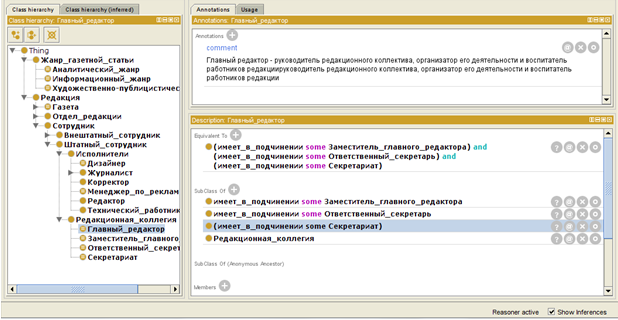 Class hierarchy
Class hierarchy (inferred)
Class hierarchy: Главный_редактор
Thing
Жанр_газетной_статьи
Аналитический_жанр
Информационный_жанр
Художественно-публицистичес
Редакция
Газета
Отдел_редакции
Сотрудник
Внештатный_сотрудник
Штатный_сотрудник
Исполнители
Дизайнер
Журналист
Корректор
Менеджер_по_реклам
Редактор
Технический_работник
Редакционная_коллегия
Главный_редактор
Заместитель_главного_
Ответственный_секрет
Секретариат
Annotations
Usage
Annotations: Главный_редактор
Annotations
comment
Главный редактор - руководитель редакционного коллектива, организатор его деятельности и воспитатель
работников редакциируководитель редакционного коллектива, организатор его деятельности и воспитатель
работников редакции
Description: Главный_редактор
Equivalent To
(имеет_в_подчинении some Заместитель_главного_редактора) and
(имеет_в_подчинении some Ответственный_секретарь) and
(имеет_в_подчинении some Секретариат)
SubClass Of
имеет_в_подчинении some Заместитель_главного_редактора
имеет_в_подчинении some Ответственный_секретарь
(имеет_в_подчинении some Секретариат)
Редакционная_коллегия
SubClass Of (Anonymous Ancestor)
Members
Reasoner active
Show Inferences